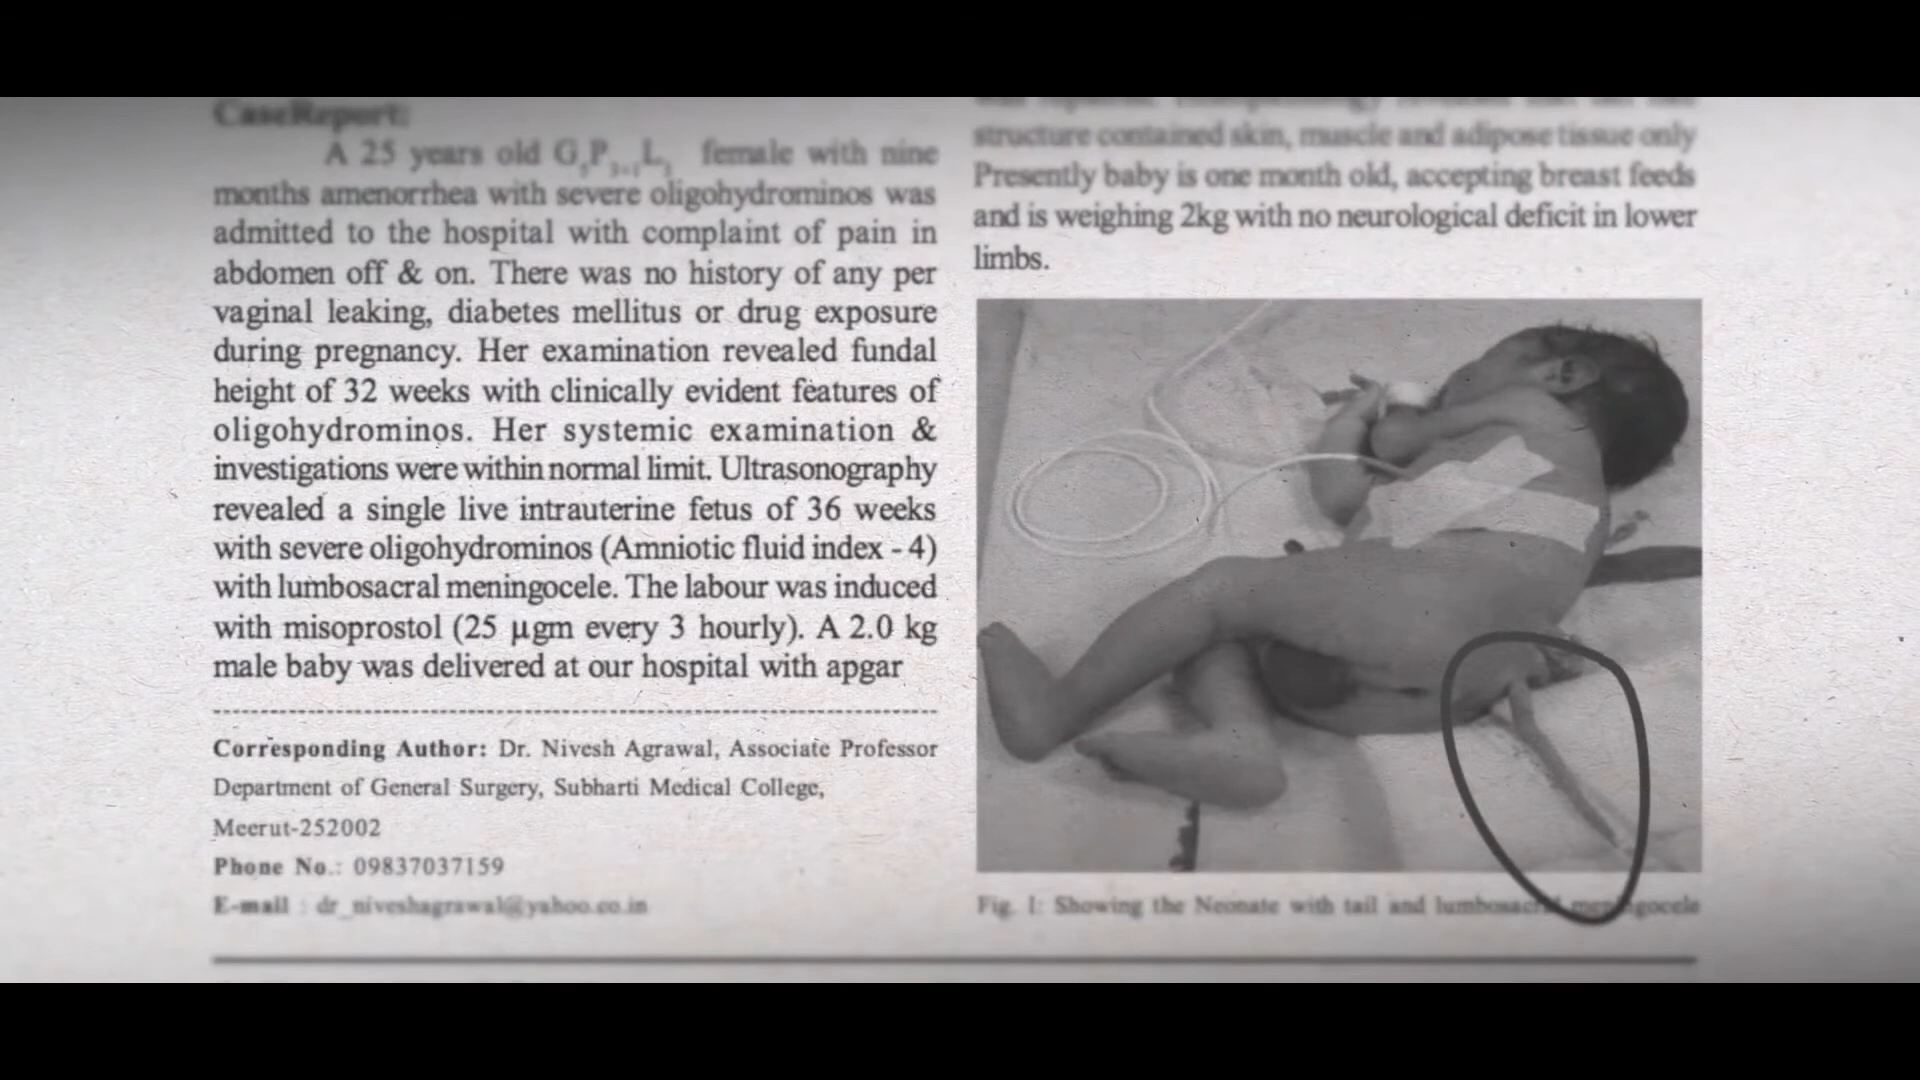 CaseReport:
A 25 years old G P L female with nine
months amenorrhea with severe oligohydrominos was
admitted to the hospital with complaint of pain in
abdomen off & on. There was no history of any per
vaginal leaking, diabetes mellitus or drug exposure
during pregnancy. Her examination revealed fundal
height of 32 weeks with clinically evident features of
oligohydrominos. Her systemic examination &
investigations were within normal limit. Ultrasonography
revealed a single live intrauterine fetus of 36 weeks
with severe oligohydrominos (Amniotic fluid index - 4)
with lumbosacral meningocele. The labour was induced
with misoprostol (25 µgm every 3 hourly). A 2.0 kg
male baby was delivered at our hospital with apgar
Corresponding Author: Dr. Nivesh Agrawal, Associate Professor
Department of General Surgery, Subharti Medical College,
Meerut-252002
Phone No.: 09837037159
E-mail : dr_niveshagrawal@yahoo.co.in
structure contained skin, muscle and adipose tissue only
Presently baby is one month old, accepting breast feeds
and is weighing 2kg with no neurological deficit in lower
limbs.
Fig. 1: Showing the Neonate with tail and lumbosacral meningocele